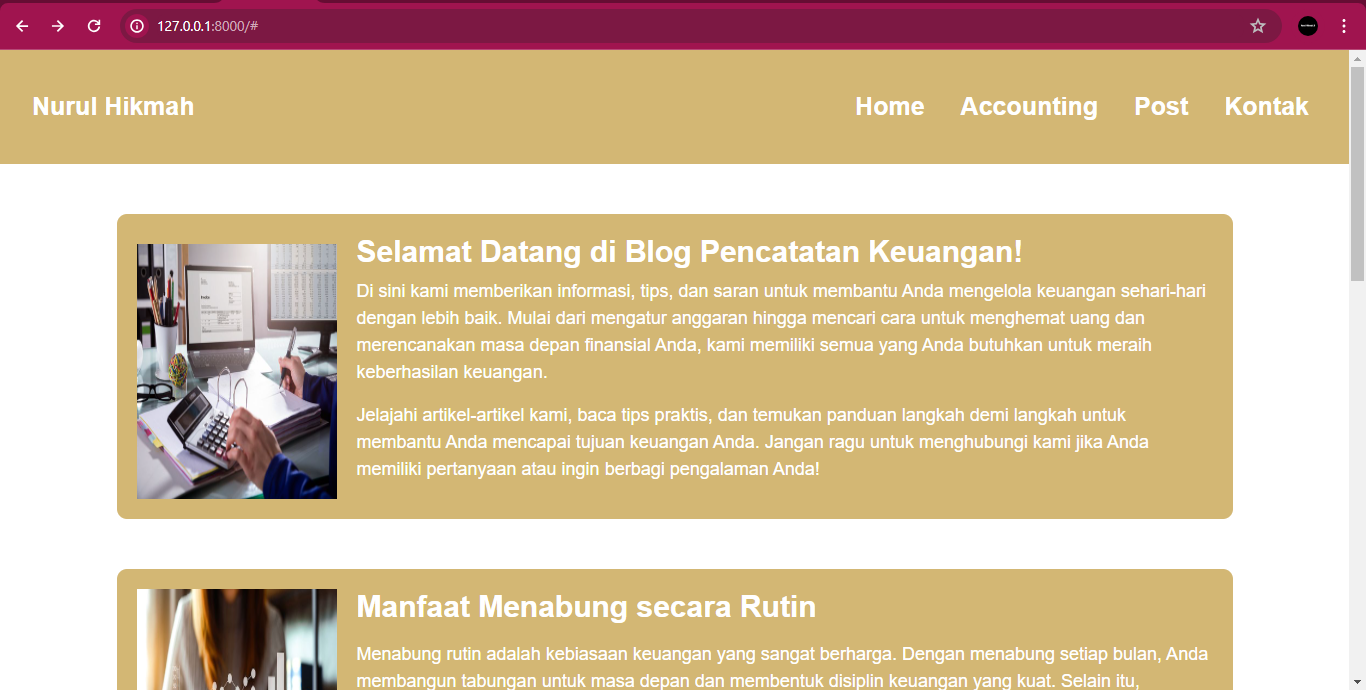 127.0.0.1:8000/#
Nurul Hikmah
Home Accounting Post Kontak
Selamat Datang di Blog Pencatatan Keuangan!
Di sini kami memberikan informasi, tips, dan saran untuk membantu Anda mengelola keuangan sehari-hari
dengan lebih baik. Mulai dari mengatur anggaran hingga mencari cara untuk menghemat uang dan
merencanakan masa depan finansial Anda, kami memiliki semua yang Anda butuhkan untuk meraih
keberhasilan keuangan.
Jelajahi artikel-artikel kami, baca tips praktis, dan temukan panduan langkah demi langkah untuk
membantu Anda mencapai tujuan keuangan Anda. Jangan ragu untuk menghubungi kami jika Anda
memiliki pertanyaan atau ingin berbagi pengalaman Anda!
Manfaat Menabung secara Rutin
Menabung rutin adalah kebiasaan keuangan yang sangat berharga. Dengan menabung setiap bulan, Anda
membangun tabungan untuk masa depan dan membentuk disiplin keuangan yang kuat. Selain itu,